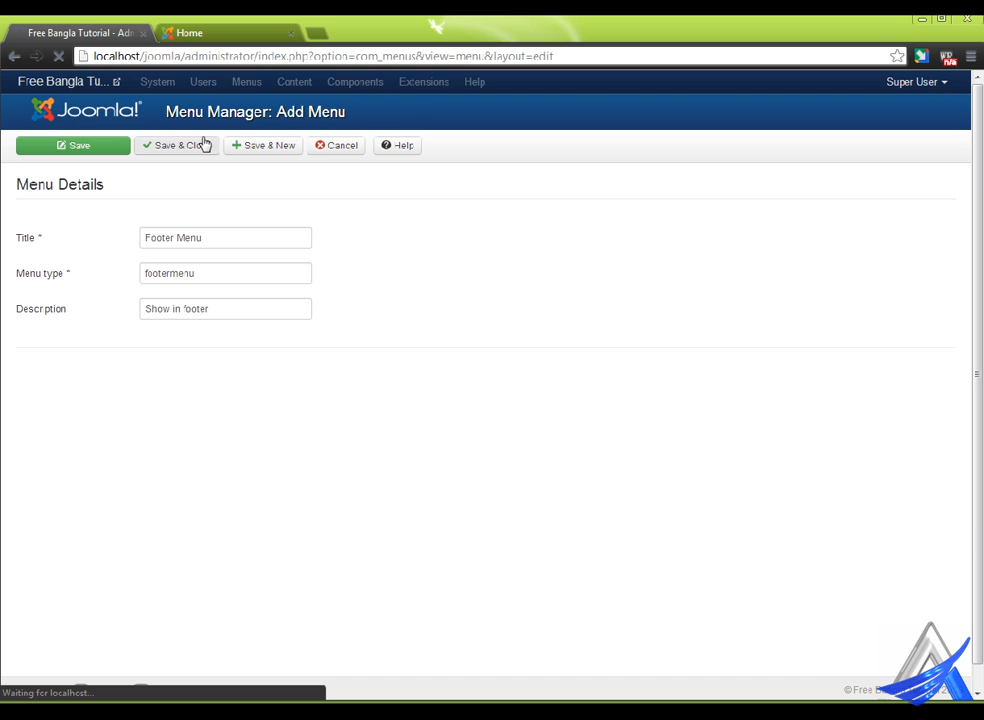 Free Bangla Tutorial - Adn
Home
localhost/joomla/administrator/index.php?option=com_menus&view=menu&layout=edit
Free Bangla Tu...
System
Users
Menus
Content
Components
Extensions
Help
Super User
Joomla!
Menu Manager: Add Menu
Save
Save & Clo
Save & New
Cancel
Help
Menu Details
Title *
Footer Menu
Menu type *
footermenu
Description
Show in footer
Waiting for localhost...
© Free